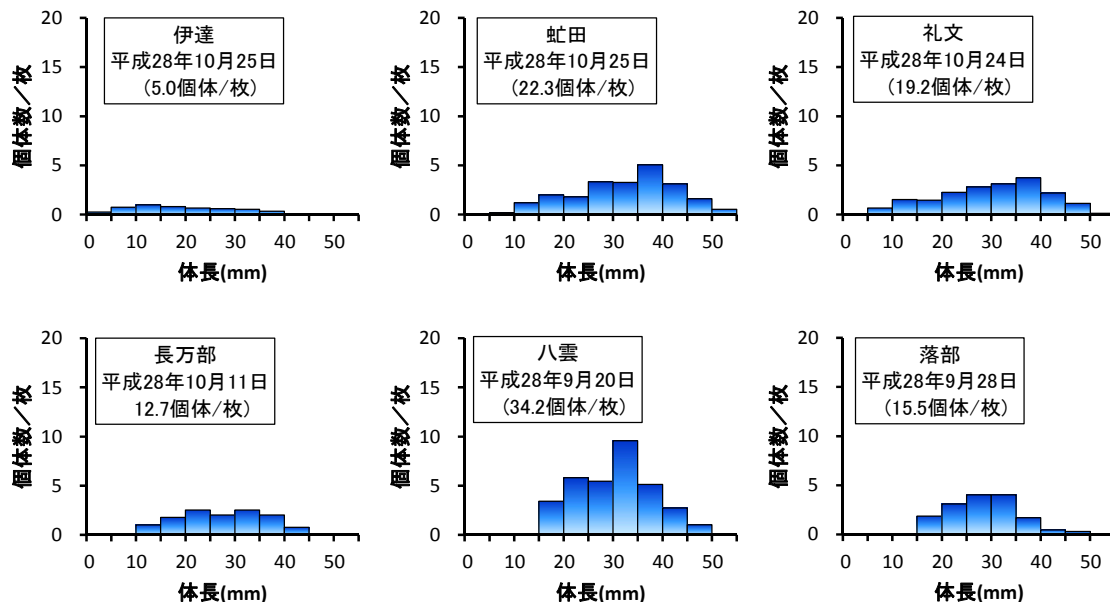 20
15
10
5
0
個体数／枚
伊達
平成28年10月25日
(5.0個体/枚)
0 10 20 30 40 50
体長(mm)
20
15
10
5
0
個体数／枚
虻田
平成28年10月25日
(22.3個体/枚)
0 10 20 30 40 50
体長(mm)
20
15
10
5
0
個体数／枚
礼文
平成28年10月24日
(19.2個体/枚)
0 10 20 30 40 50
体長(mm)
20
15
10
5
0
個体数／枚
長万部
平成28年10月11日
12.7個体/枚)
0 10 20 30 40 50
体長(mm)
20
15
10
5
0
個体数／枚
八雲
平成28年9月20日
(34.2個体/枚)
0 10 20 30 40 50
体長(mm)
20
15
10
5
0
個体数／枚
落部
平成28年9月28日
(15.5個体/枚)
0 10 20 30 40 50
体長(mm)